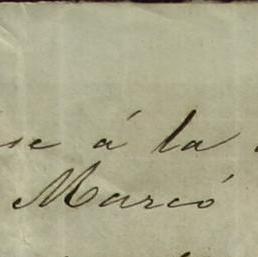 se á la
Marcó